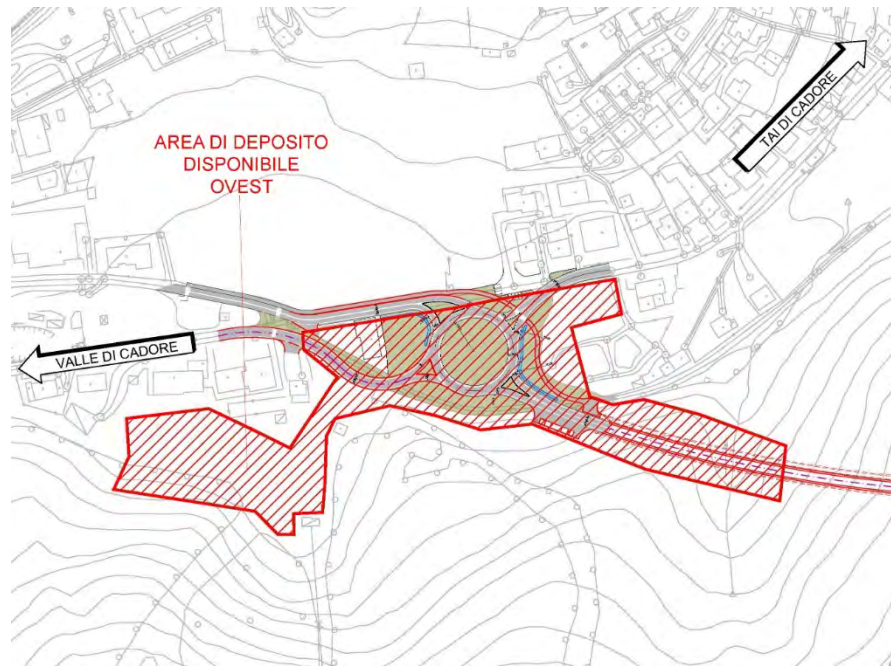 AREA DI DEPOSITO
DISPONIBILE
OVEST
TAI DI CADORE
VALLE DI CADORE